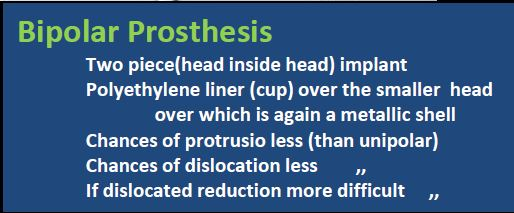 Bipolar Prosthesis
Two piece(head inside head) implant
Polyethylene liner (cup) over the smaller head
over which is again a metallic shell
Chances of protrusio less (than unipolar)
Chances of dislocation less ,,
If dislocated reduction more difficult ,,